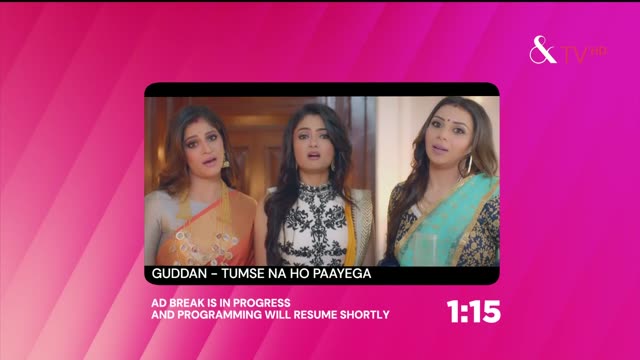 &TV HD
GUDDAN - TUMSE NA HO PAAYEGA
AD BREAK IS IN PROGRESS
AND PROGRAMMING WILL RESUME SHORTLY
1:15